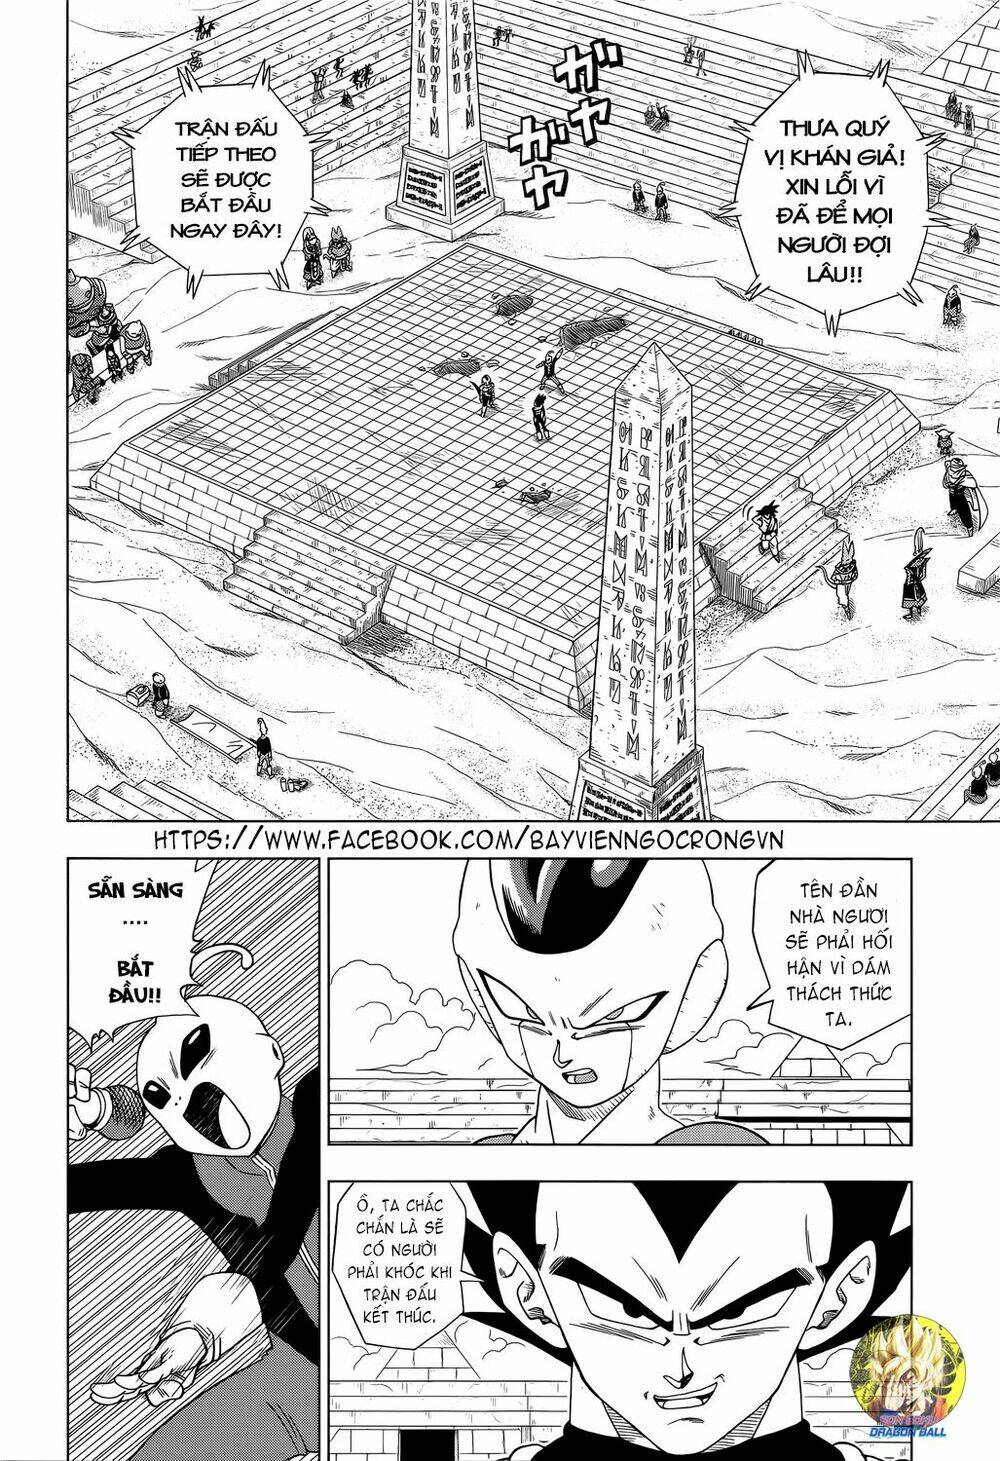 THƯA QUÝ
VỊ KHÁN GIẢ!
XIN LỖI VÌ
ĐÃ ĐỂ MỌI
NGƯỜI ĐỢI
LÂU!!
TRẬN ĐẤU
TIẾP THEO
SẼ ĐƯỢC
BẮT ĐẦU
NGAY ĐÂY!
ガヤ
ガヤ
HTTPS://WWW.FACEBOOK.COM/BAYVIENNGOCRONGVN
SẴN SÀNG
....
BẮT
ĐẦU!!
TÊN ĐẦN
NHÀ NGƯƠI
SẼ PHẢI HỐI
HẬN VÌ DÁM
THÁCH THỨC
TA.
Ồ, TA CHẮC
CHẮN LÀ SẼ
CÓ NGƯỜI
PHẢI KHÓC KHI
TRẬN ĐẤU
KẾT THÚC.
DRAGON BALL